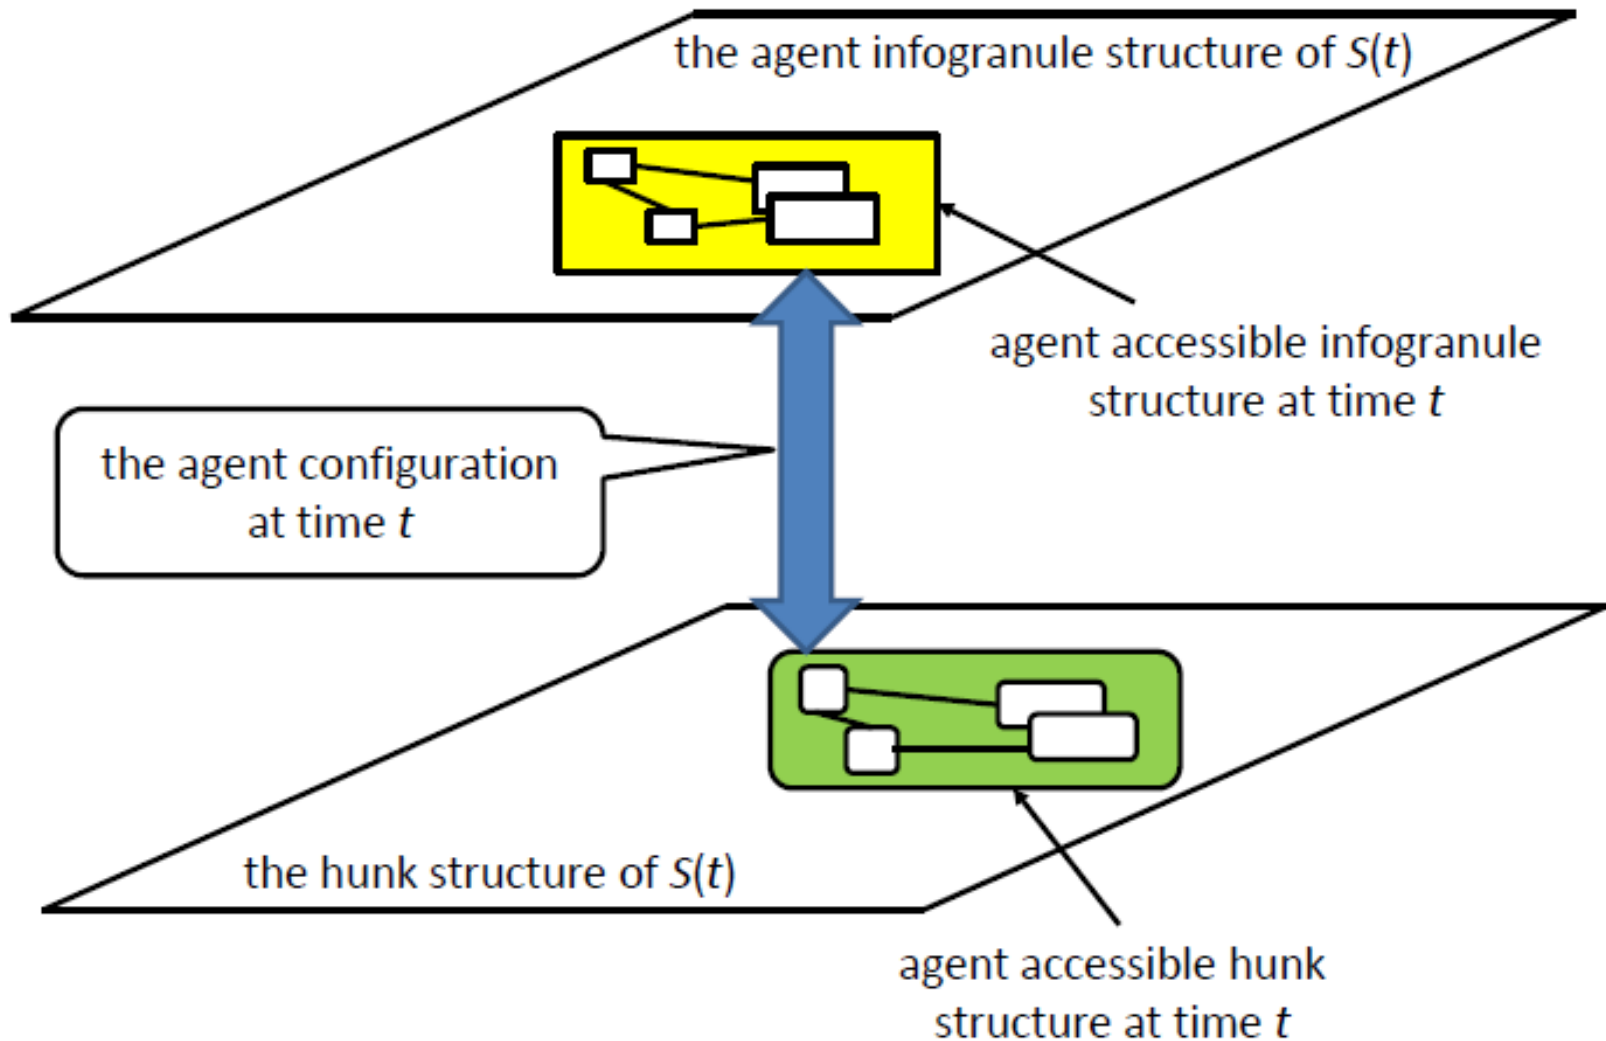 the agent infogranule structure of S(t)
agent accessible infogranule
structure at time t
the agent configuration
at time t
the hunk structure of S(t)
agent accessible hunk
structure at time t